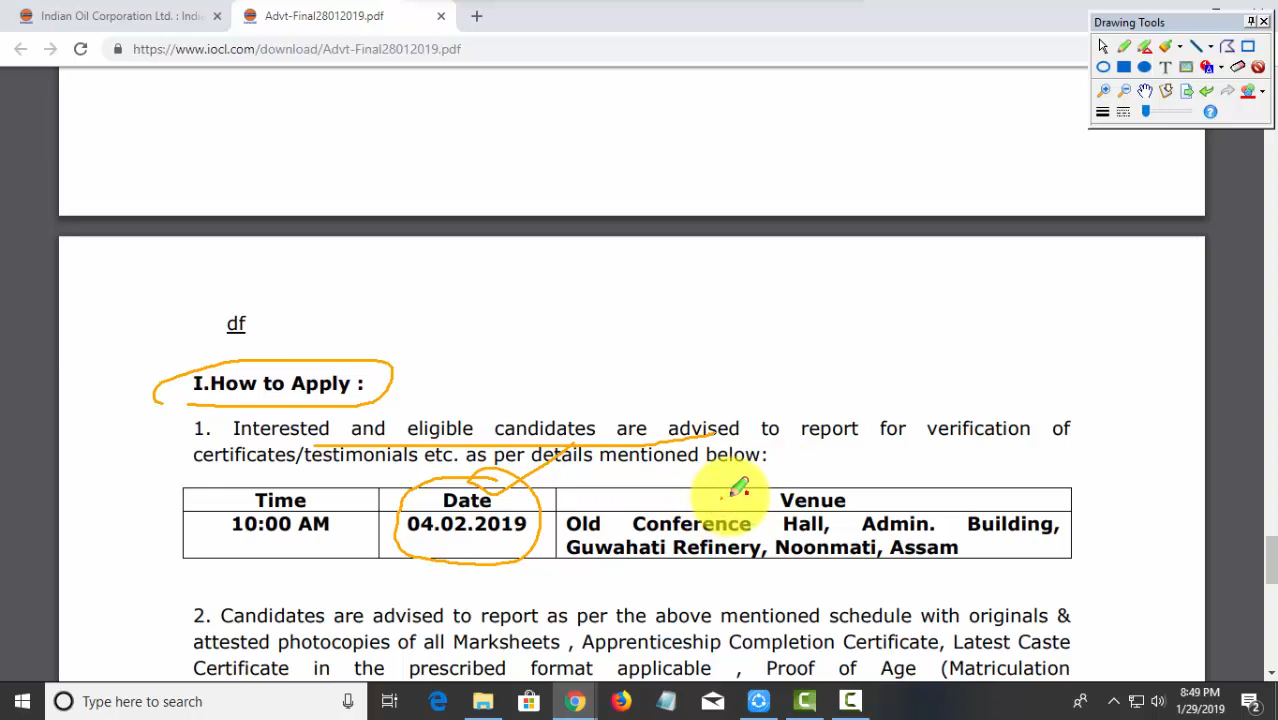 Indian Oil Corporation Ltd. : Indi
Advt-Final28012019.pdf
https://www.iocl.com/download/Advt-Final28012019.pdf
Drawing Tools
df
I.How to Apply :
1. Interested and eligible candidates are advised to report for verification of
certificates/testimonials etc. as per details mentioned below:
Time Date Venue
10:00 AM 04.02.2019 Old Conference Hall, Admin. Building,
Guwahati Refinery, Noonmati, Assam
2. Candidates are advised to report as per the above mentioned schedule with originals &
attested photocopies of all Marksheets , Apprenticeship Completion Certificate, Latest Caste
Certificate in the prescribed format applicable , Proof of Age (Matriculation
Type here to search
8:49 PM
1/29/2019
2